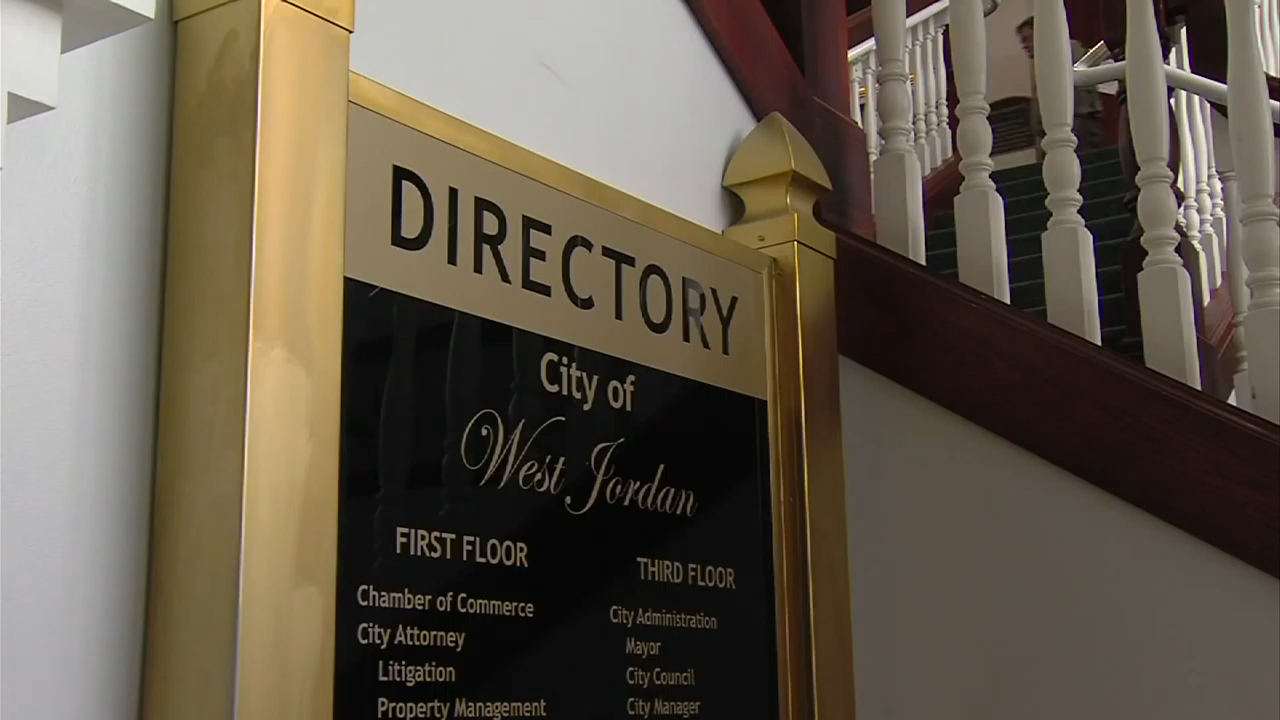 DIRECTORY
City of
West Jordan
FIRST FLOOR
Chamber of Commerce
City Attorney
Litigation
Property Management
THIRD FLOOR
City Administration
Mayor
City Council
City Manager